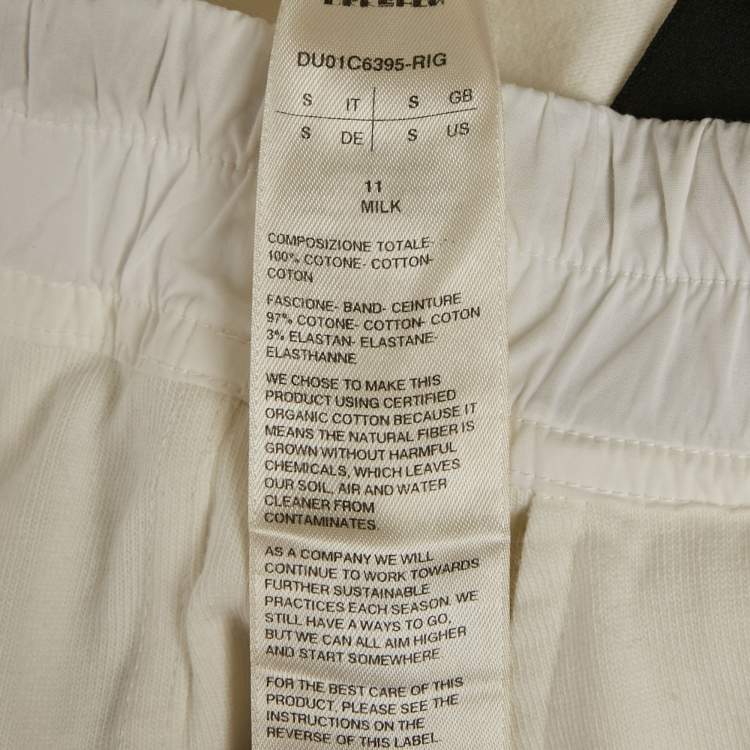 DU01C6395-RIG
S IT S GB
S DE S US
11
MILK
COMPOSIZIONE TOTALE-
100% COTONE- COTTON-
COTON
FASCIONE- BAND- CEINTURE
97% COTONE- COTTON- COTON
3% ELASTAN- ELASTANE-
ELASTHANNE
WE CHOSE TO MAKE THIS
PRODUCT USING CERTIFIED
ORGANIC COTTON BECAUSE IT
MEANS THE NATURAL FIBER IS
GROWN WITHOUT HARMFUL
CHEMICALS, WHICH LEAVES
OUR SOIL, AIR AND WATER
CLEANER FROM
CONTAMINATES.
AS A COMPANY WE WILL
CONTINUE TO WORK TOWARDS
FURTHER SUSTAINABLE
PRACTICES EACH SEASON. WE
STILL HAVE A WAYS TO GO,
BUT WE CAN ALL AIM HIGHER
AND START SOMEWHERE
FOR THE BEST CARE OF THIS
PRODUCT, PLEASE SEE THE
INSTRUCTIONS ON THE
REVERSE OF THIS LABEL.